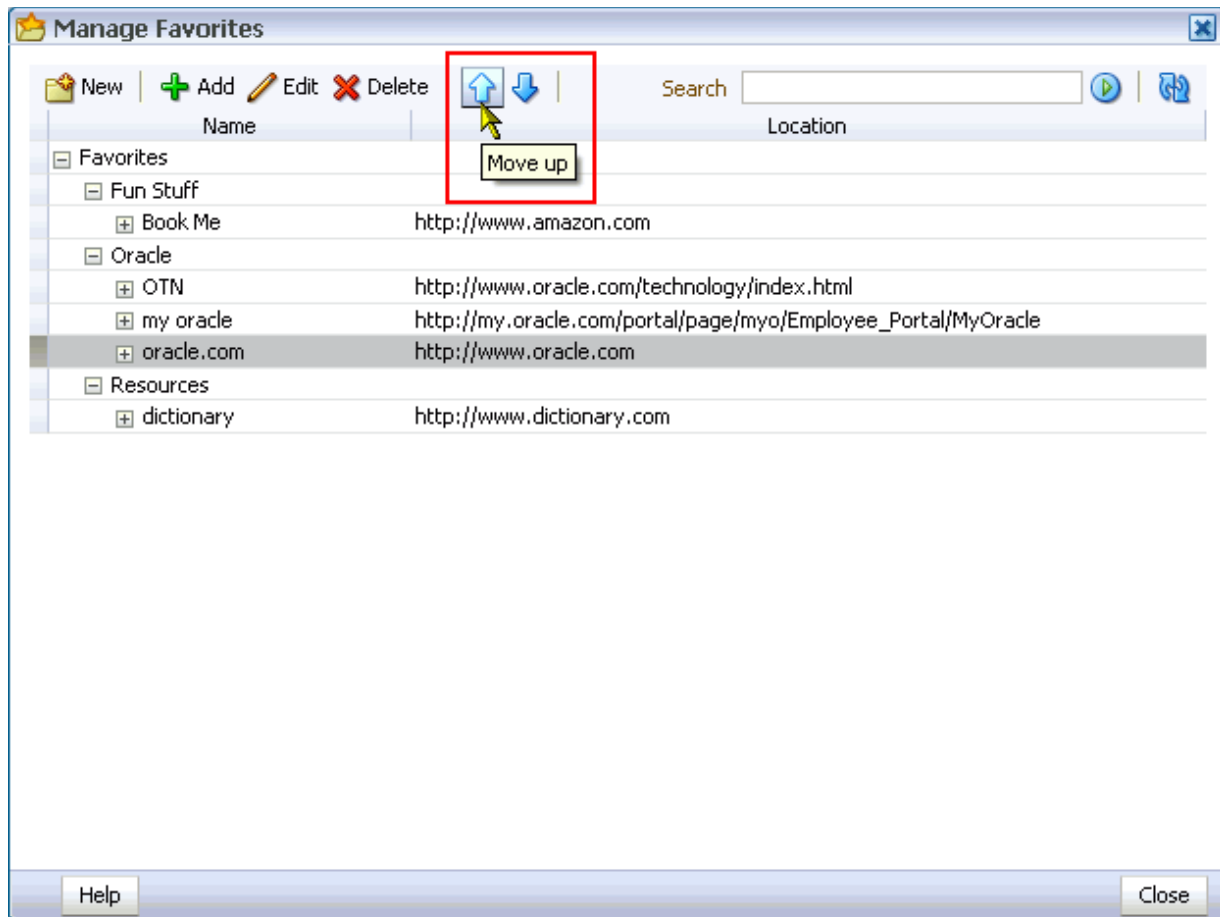 Manage Favorites
New Add Edit Delete Search
Name Location
Move up
Favorites
Fun Stuff
Book Me http://www.amazon.com
Oracle
OTN http://www.oracle.com/technology/index.html
my oracle http://my.oracle.com/portal/page/myo/Employee_Portal/MyOracle
oracle.com http://www.oracle.com
Resources
dictionary http://www.dictionary.com
Help Close